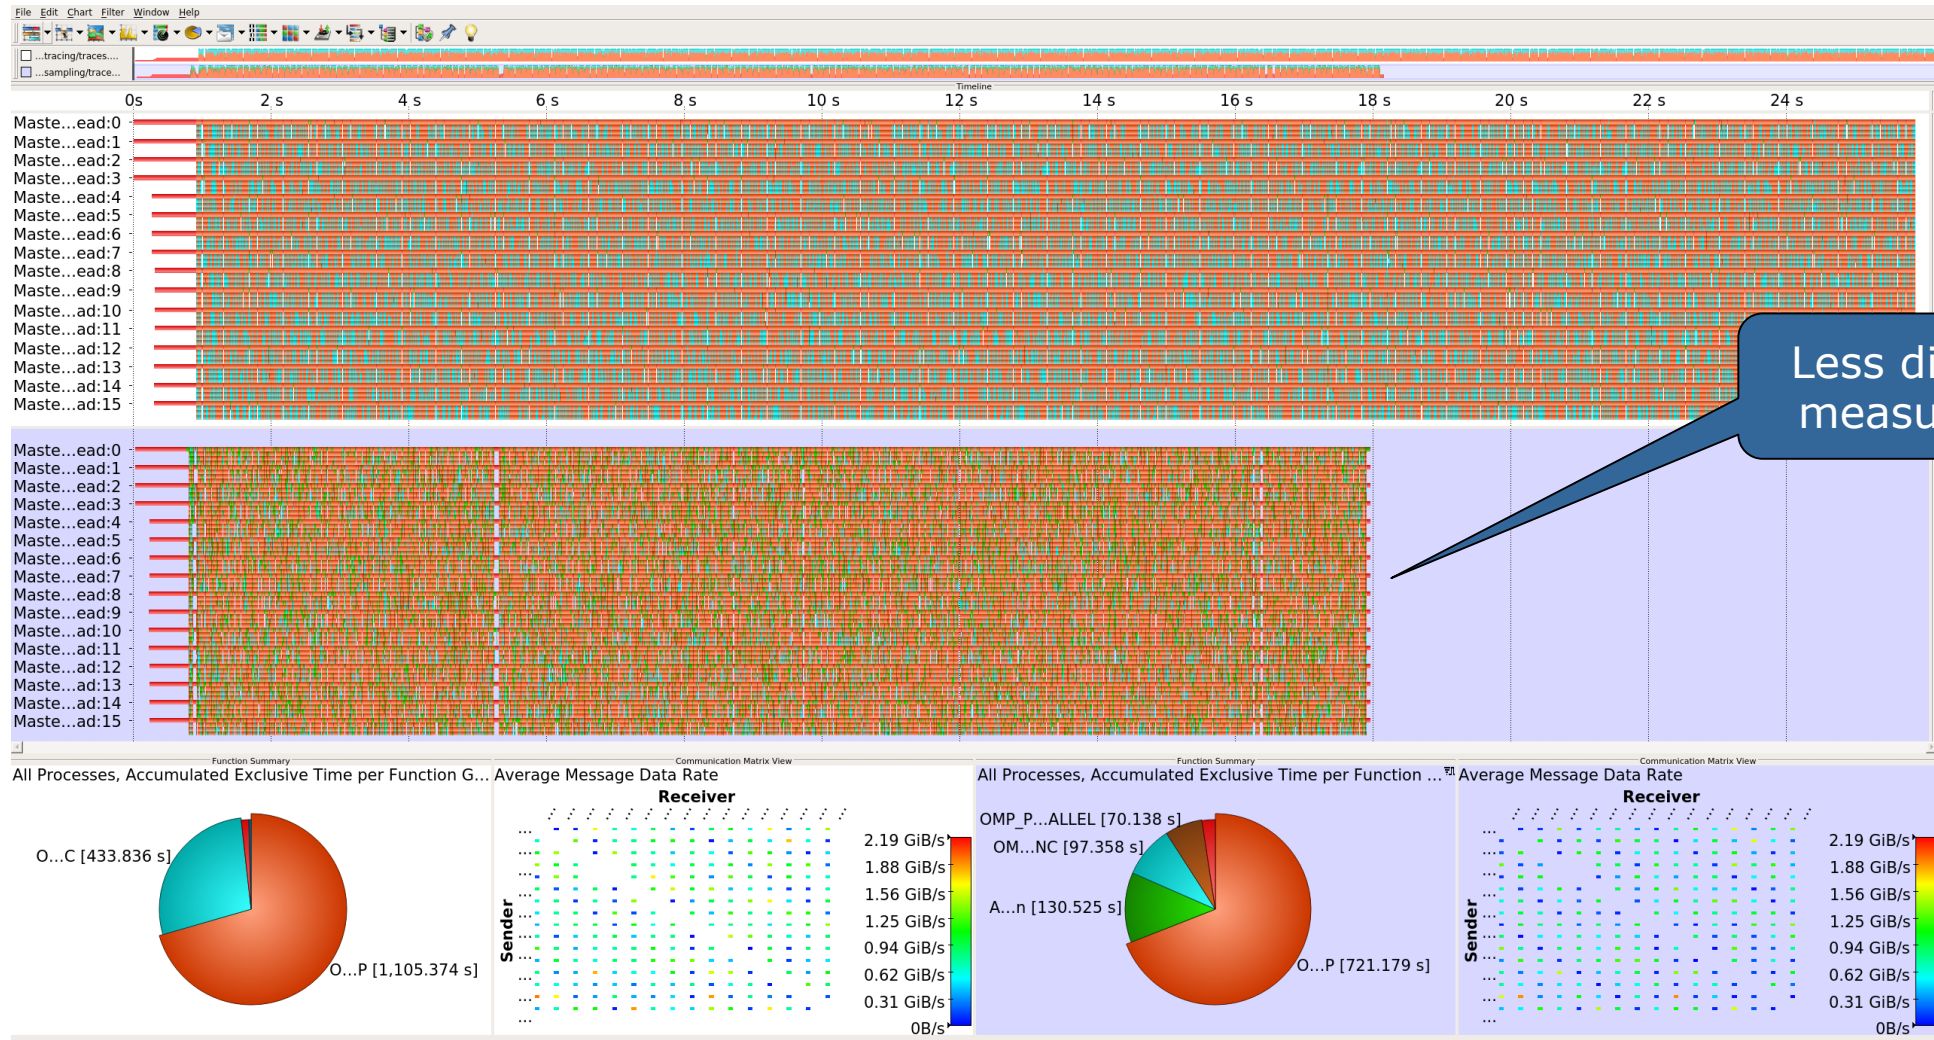 File Edit Chart Filter Window Help
...tracing/traces....
...sampling/trace...
Timeline
0s 2 s 4 s 6 s 8 s 10 s 12 s 14 s 16 s 18 s 20 s 22 s 24 s
Maste...ead:0
Maste...ead:1
Maste...ead:2
Maste...ead:3
Maste...ead:4
Maste...ead:5
Maste...ead:6
Maste...ead:7
Maste...ead:8
Maste...ead:9
Maste...ad:10
Maste...ad:11
Maste...ad:12
Maste...ad:13
Maste...ad:14
Maste...ad:15
Less di
measu
Maste...ead:0
Maste...ead:1
Maste...ead:2
Maste...ead:3
Maste...ead:4
Maste...ead:5
Maste...ead:6
Maste...ead:7
Maste...ead:8
Maste...ead:9
Maste...ad:10
Maste...ad:11
Maste...ad:12
Maste...ad:13
Maste...ad:14
Maste...ad:15
Function Summary
All Processes, Accumulated Exclusive Time per Function G...
O...C [433.836 s]
O...P [1,105.374 s]
Communication Matrix View
Average Message Data Rate
Receiver
Sender
2.19 GiB/s
1.88 GiB/s
1.56 GiB/s
1.25 GiB/s
0.94 GiB/s
0.62 GiB/s
0.31 GiB/s
0B/s
Function Summary
All Processes, Accumulated Exclusive Time per Function ...
OMP_P...ALLEL [70.138 s]
OM...NC [97.358 s]
A...n [130.525 s]
O...P [721.179 s]
Communication Matrix View
Average Message Data Rate
Receiver
Sender
2.19 GiB/s
1.88 GiB/s
1.56 GiB/s
1.25 GiB/s
0.94 GiB/s
0.62 GiB/s
0.31 GiB/s
0B/s